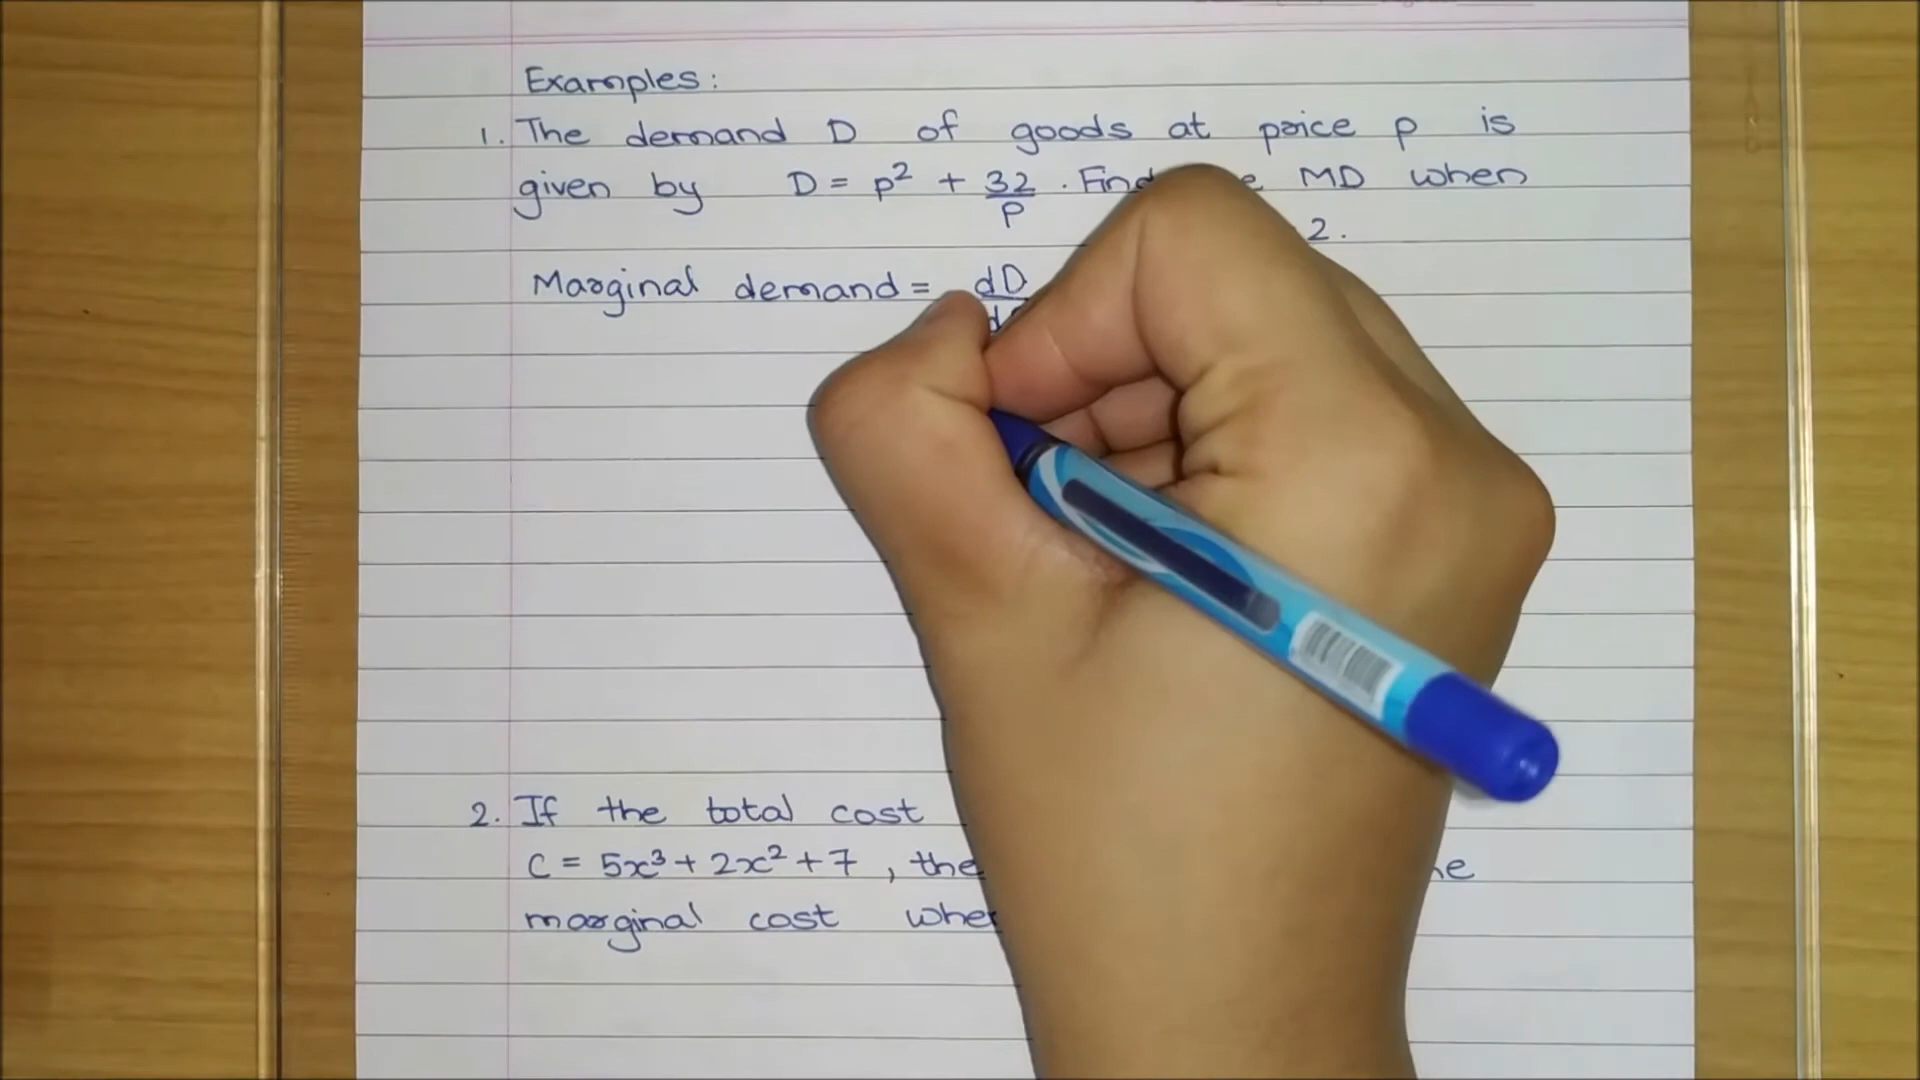 Examples:
1. The demand D of goods at price p is
given by D = p² + 32/p . Find MD when
2.
Marginal demand = dD
2. If the total cost
C = 5x³ + 2x² + 7 ,
marginal cost